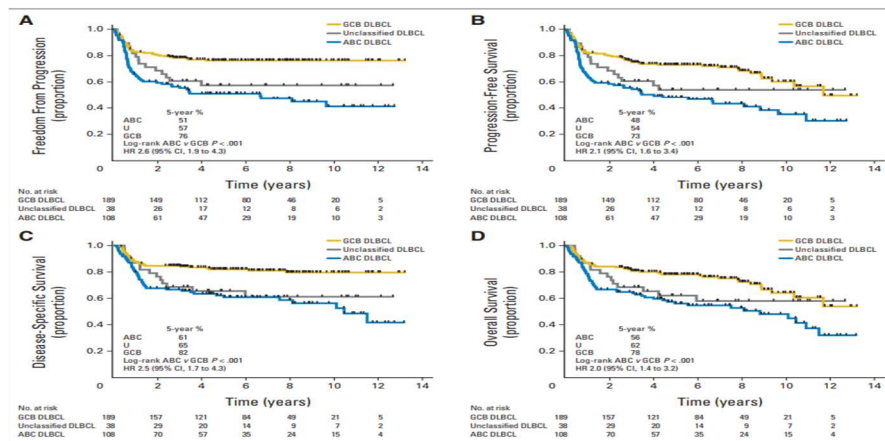 A
GCB DLBCL
Unclassified DLBCL
ABC DLBCL
Freedom From Progression
(proportion)
1.0
0.8
0.6
0.4
0.2
5-year %
ABC 51
U 57
GCB 76
Log-rank ABC v GCB P < .001
HR 2.6 (95% CI, 1.9 to 4.3)
0 2 4 6 8 10 12 14
Time (years)
No. at risk
GCB DLBCL 189 149 112 80 46 20 5
Unclassified DLBCL 38 26 17 12 8 6 2
ABC DLBCL 108 61 47 29 19 10 3
B
GCB DLBCL
Unclassified DLBCL
ABC DLBCL
Progression-Free Survival
(proportion)
1.0
0.8
0.6
0.4
0.2
5-year %
ABC 48
U 54
GCB 73
Log-rank ABC v GCB P < .001
HR 2.1 (95% CI, 1.6 to 3.4)
0 2 4 6 8 10 12 14
Time (years)
No. at risk
GCB DLBCL 189 149 112 80 46 20 5
Unclassified DLBCL 38 26 17 12 8 6 2
ABC DLBCL 108 61 47 29 19 10 3
C
GCB DLBCL
Unclassified DLBCL
ABC DLBCL
Disease-Specific Survival
(proportion)
1.0
0.8
0.6
0.4
0.2
5-year %
ABC 61
U 65
GCB 82
Log-rank ABC v GCB P < .001
HR 2.5 (95% CI, 1.7 to 4.3)
0 2 4 6 8 10 12 14
Time (years)
No. at risk
GCB DLBCL 189 157 121 84 49 21 5
Unclassified DLBCL 38 29 20 14 9 7 2
ABC DLBCL 108 70 57 35 24 15 4
D
GCB DLBCL
Unclassified DLBCL
ABC DLBCL
Overall Survival
(proportion)
1.0
0.8
0.6
0.4
0.2
5-year %
ABC 56
U 62
GCB 78
Log-rank ABC v GCB P < .001
HR 2.0 (95% CI, 1.4 to 3.2)
0 2 4 6 8 10 12 14
Time (years)
No. at risk
GCB DLBCL 189 157 121 84 49 21 5
Unclassified DLBCL 38 29 20 14 9 7 2
ABC DLBCL 108 70 57 35 24 15 4